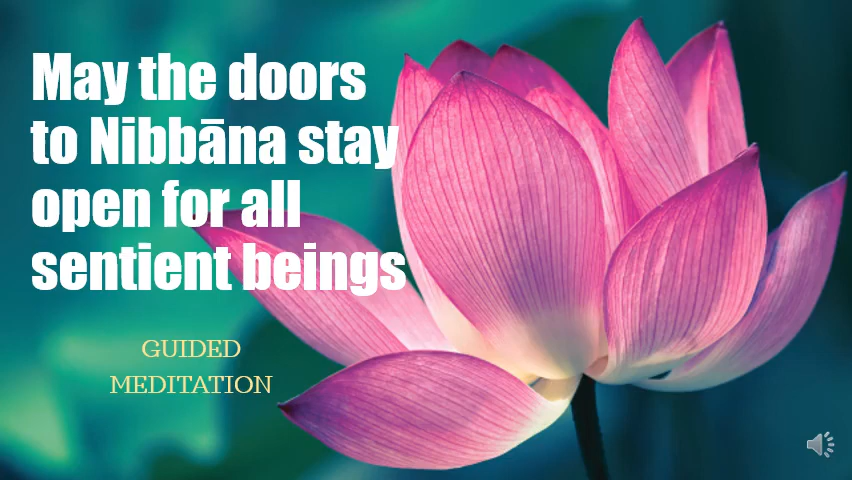 May the doors
to Nibbāna stay
open for all
sentient beings
GUIDED
MEDITATION